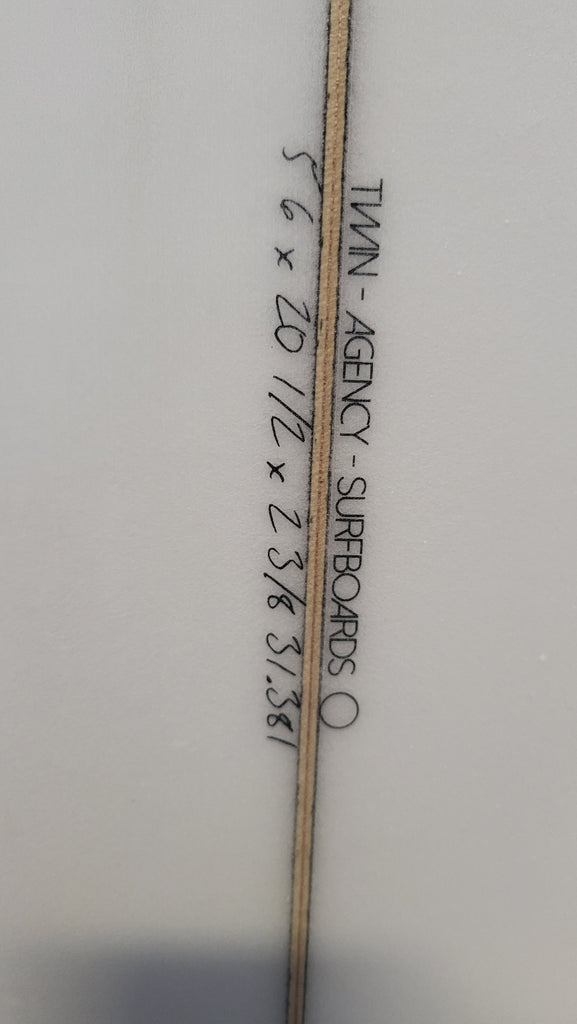 TWIN - AGENCY - SURFBOARDS
5'6 x 20 1/2 x 2 3/8 31.38l